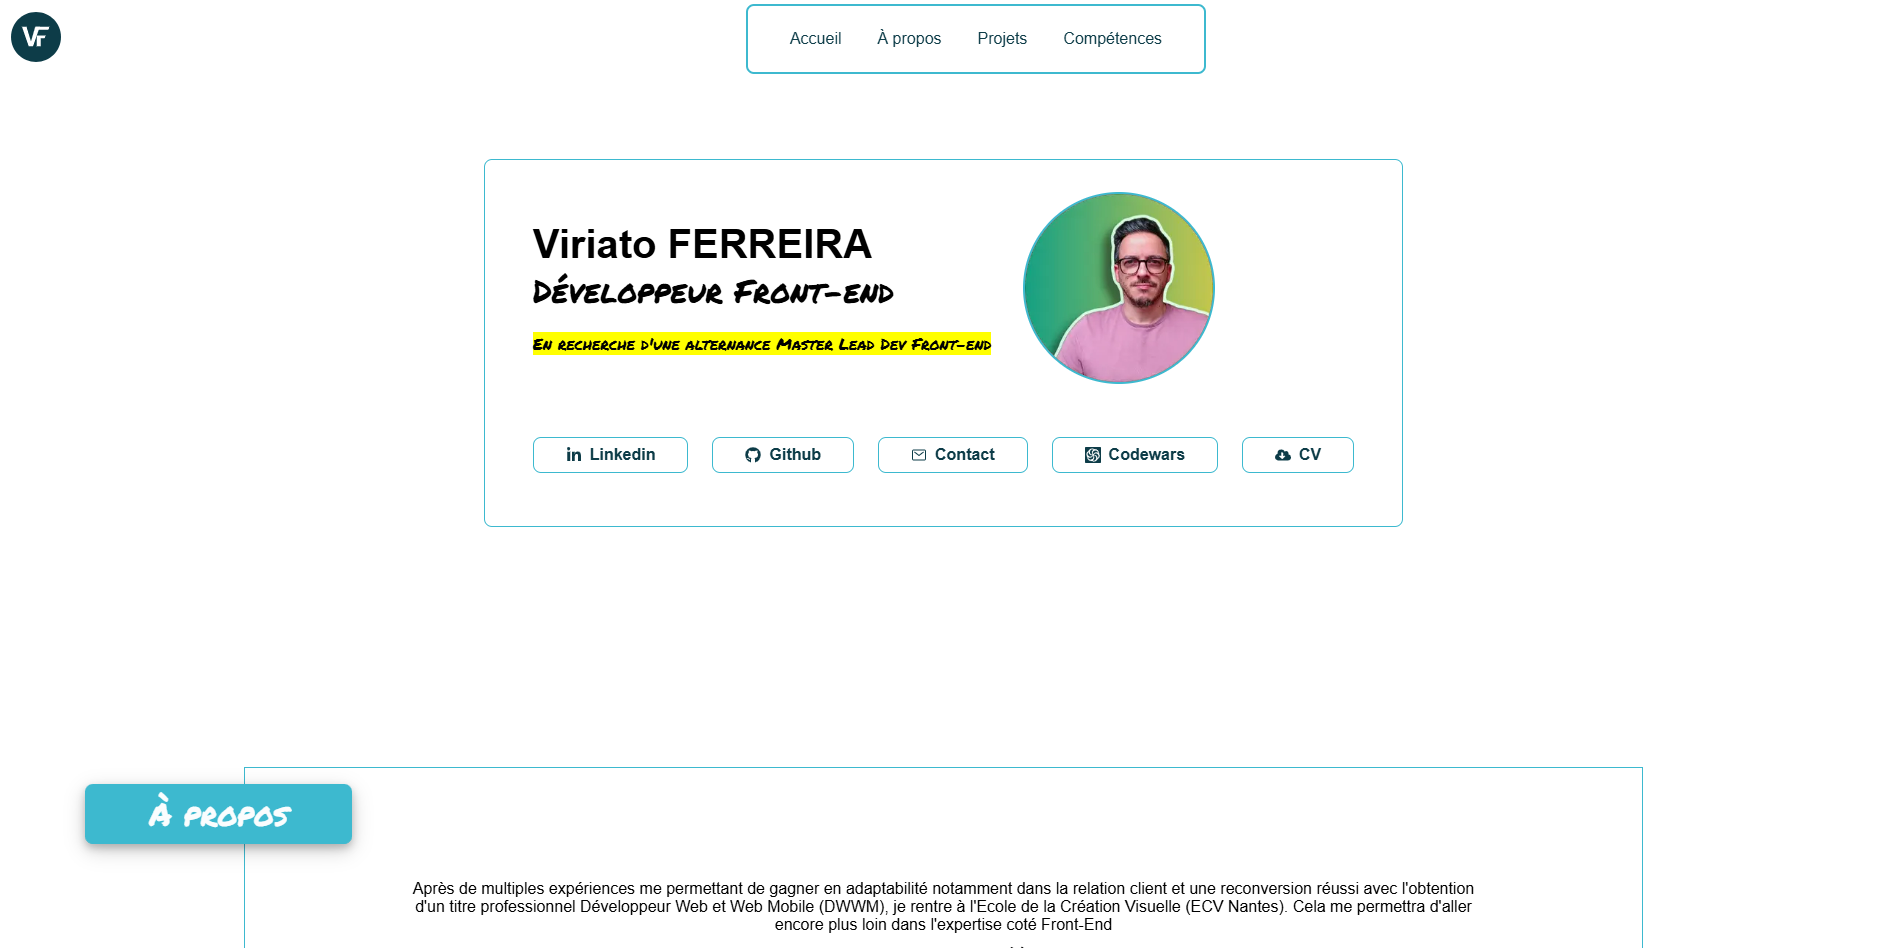 VF
Accueil À propos Projets Compétences
Viriato FERREIRA
Développeur Front-end
En recherche d'une alternance Master Lead Dev Front-end
Linkedin Github Contact Codewars CV
À propos
Après de multiples expériences me permettant de gagner en adaptabilité notamment dans la relation client et une reconversion réussi avec l'obtention
d'un titre professionnel Développeur Web et Web Mobile (DWWM), je rentre à l'Ecole de la Création Visuelle (ECV Nantes). Cela me permettra d'aller
encore plus loin dans l'expertise coté Front-End